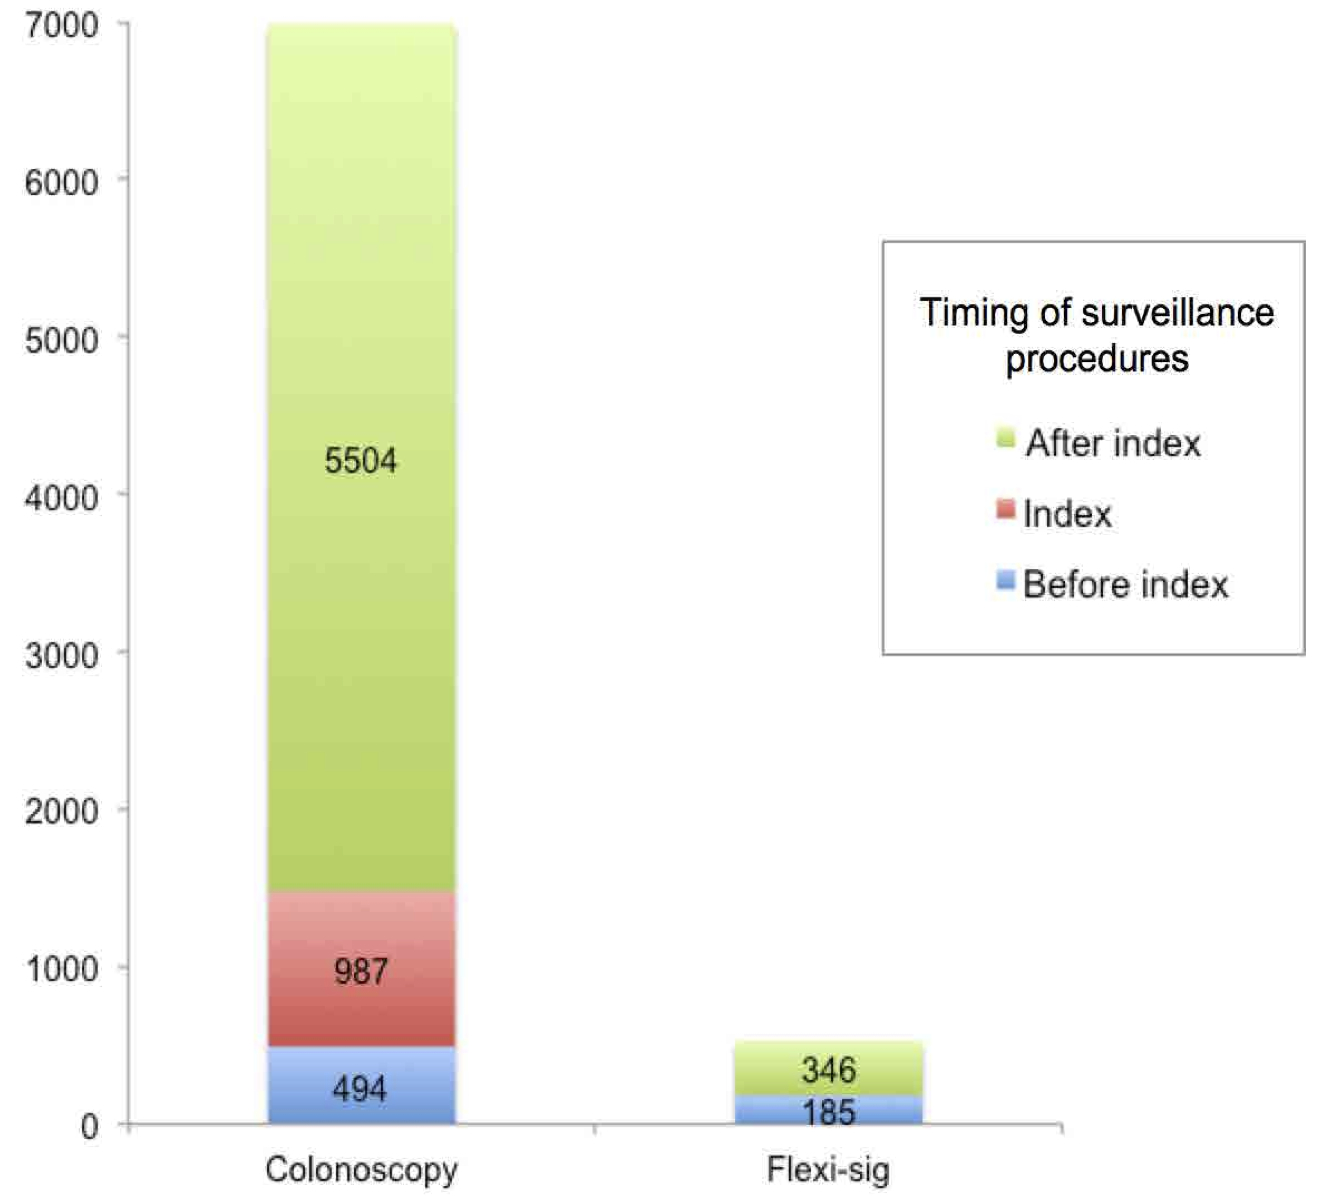 7000
6000
5000
4000
3000
2000
1000
0
5504
987
494
346
185
Colonoscopy
Flexi-sig
Timing of surveillance
procedures
After index
Index
Before index